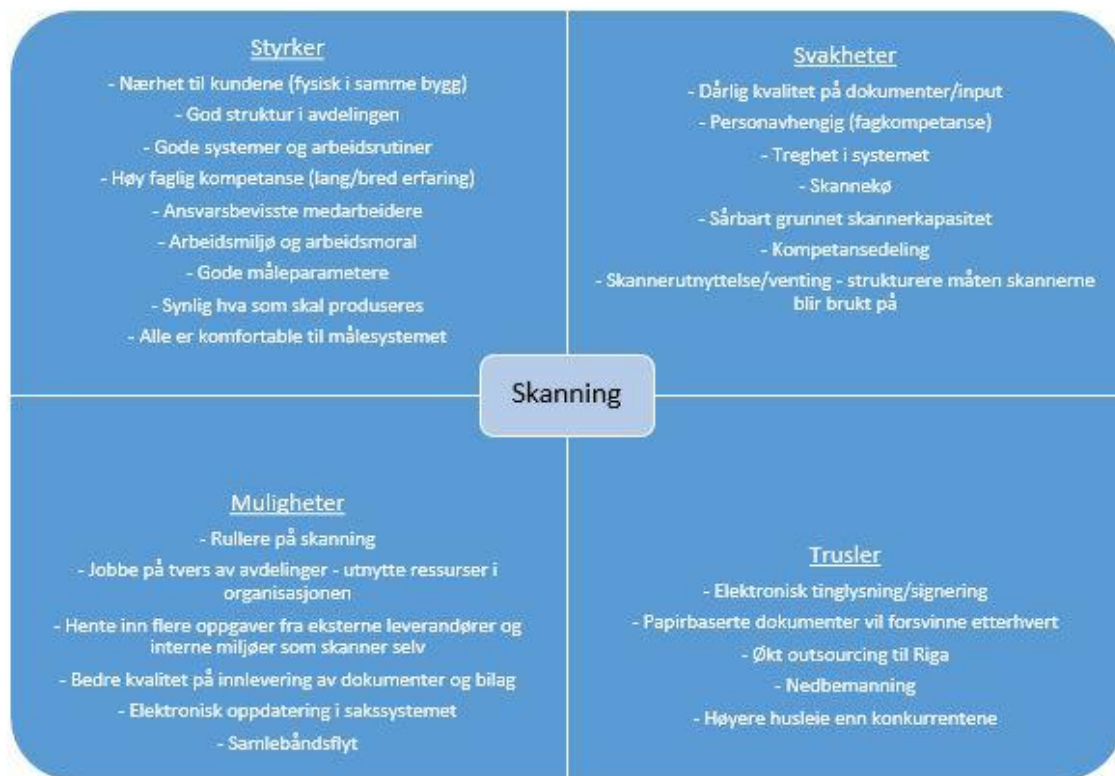 Styrker
- Nærhet til kundene (fysisk i samme bygg)
- God struktur i avdelingen
- Gode systemer og arbeidsrutiner
- Høy faglig kompetanse (lang/bred erfaring)
- Ansvarsbevisste medarbeidere
- Arbeidsmiljø og arbeidsmoral
- Gode måleparametere
- Synlig hva som skal produseres
- Alle er komfortable til målesystemet
Svakheter
- Dårlig kvalitet på dokumenter/input
- Personavhengig (fagkompetanse)
- Treghet i systemet
- Skannekø
- Sårbart grunnet skannerkapasitet
- Kompetansedeling
- Skannerutnyttelse/venting - strukturere måten skannerne
blir brukt på
Skanning
Muligheter
- Rullere på skanning
- Jobbe på tvers av avdelinger - utnytte ressurser i
organisasjonen
- Hente inn flere oppgaver fra eksterne leverandører og
interne miljøer som skanner selv
- Bedre kvalitet på innlevering av dokumenter og bilag
- Elektronisk oppdatering i sakssystemet
- Samlebåndsflyt
Trusler
- Elektronisk tinglysning/signering
- Papirbaserte dokumenter vil forsvinne etterhvert
- Økt outsourcing til Riga
- Nedbemanning
- Høyere husleie enn konkurrentene